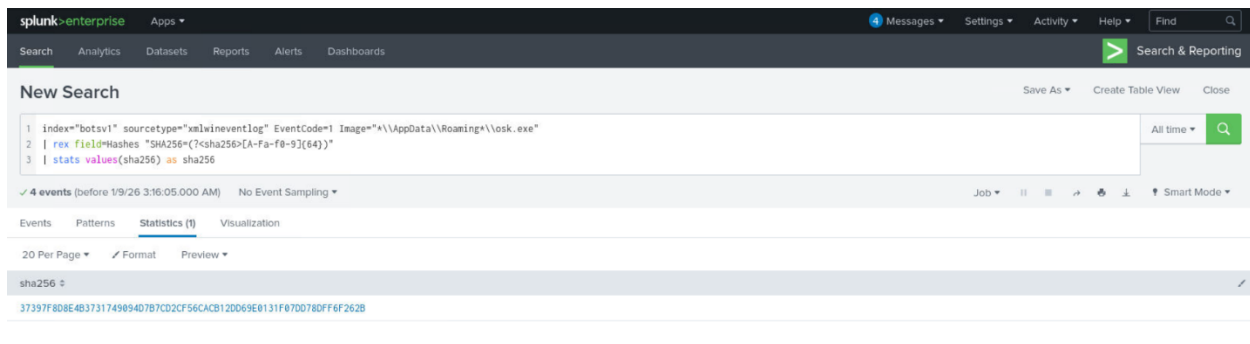 splunk>enterprise Apps 4 Messages Settings Activity Help Find
Search Analytics Datasets Reports Alerts Dashboards Search & Reporting
New Search Save As Create Table View Close
1 index="botsv1" sourcetype="xmlwineventlog" EventCode=1 Image="*\\AppData\\Roaming*\\osk.exe"
2 | rex field=Hashes "SHA256=(?<sha256>[A-Fa-f0-9]{64})"
3 | stats values(sha256) as sha256
All time
4 events (before 1/9/26 3:16:05.000 AM) No Event Sampling Job Smart Mode
Events Patterns Statistics (1) Visualization
20 Per Page Format Preview
sha256
37397F8D8E4B3731749094D7B7CD2CF56CACB12DD69E0131F07DD78DFF6F262B